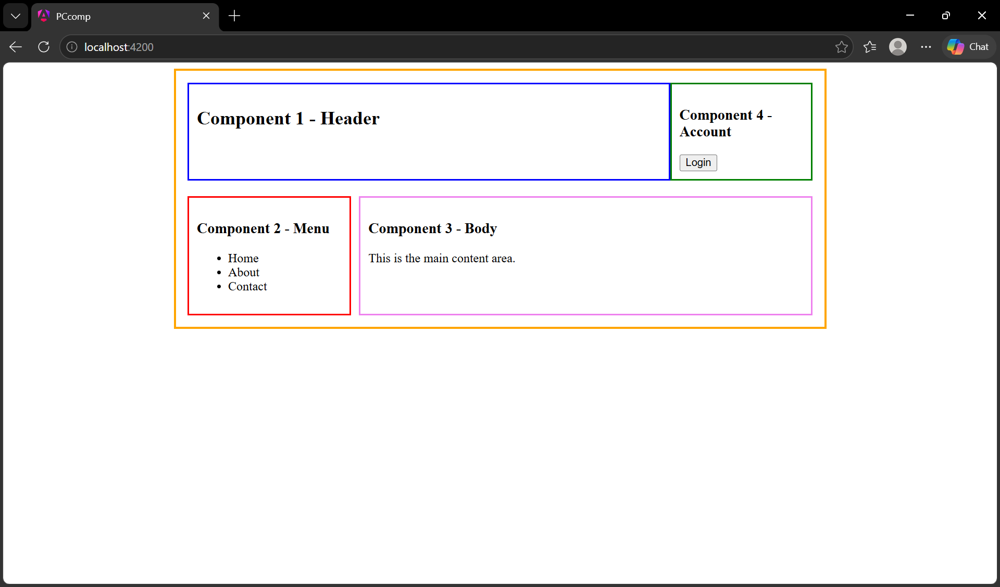 PCcomp
localhost:4200
Chat
Component 1 - Header
Component 4 -
Account
Login
Component 2 - Menu
• Home
• About
• Contact
Component 3 - Body
This is the main content area.